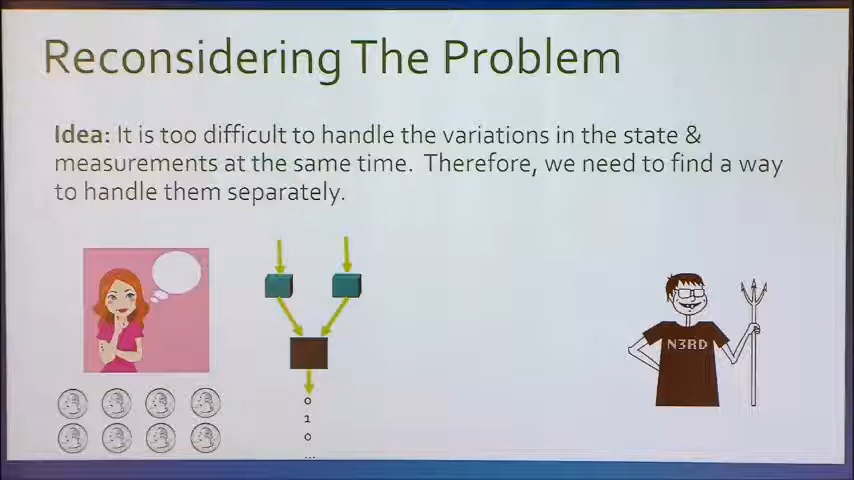 Reconsidering The Problem
Idea: It is too difficult to handle the variations in the state &
measurements at the same time. Therefore, we need to find a way
to handle them separately.
N3RD
0
1
0
...